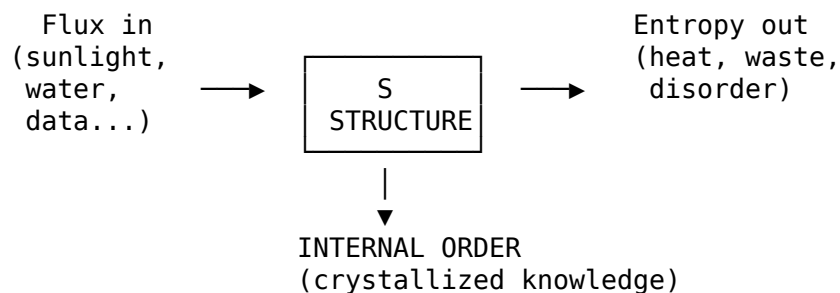 Flux in
(sunlight,
water,
data...)
S
STRUCTURE
Entropy out
(heat, waste,
disorder)
INTERNAL ORDER
(crystallized knowledge)